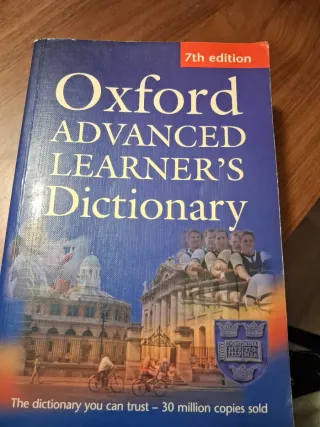 7th edition
Oxford
ADVANCED
LEARNER'S
Dictionary
The dictionary you can trust – 30 million copies sold